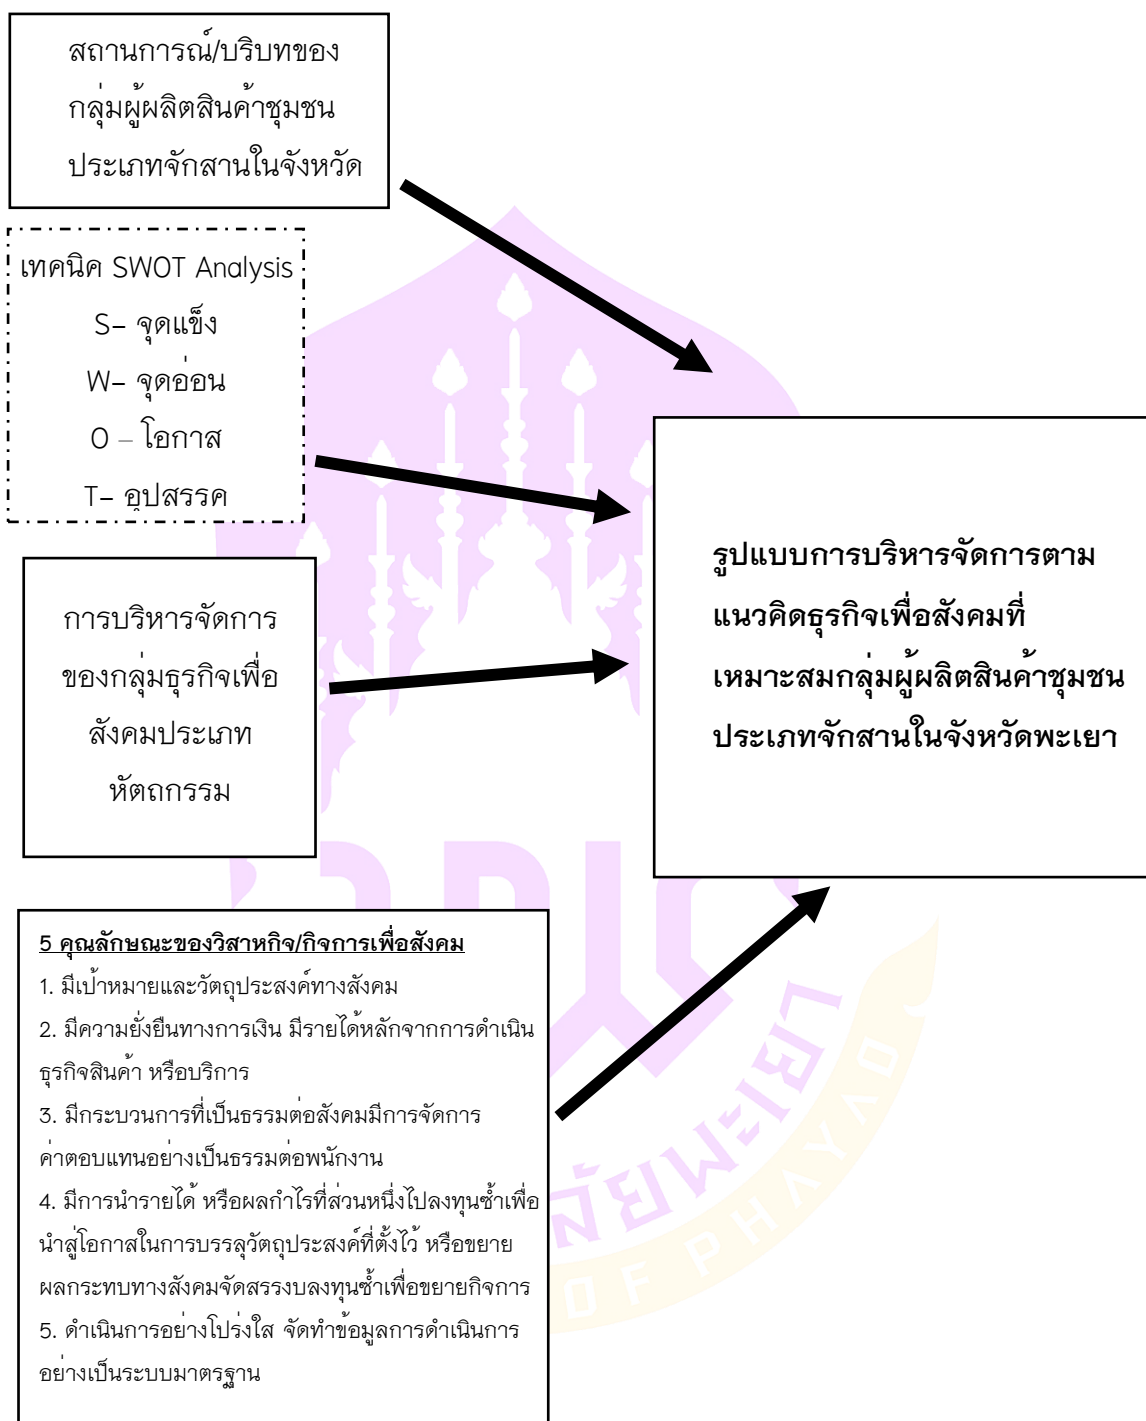 สถานการณ์/บริบทของ
กลุ่มผู้ผลิตสินค้าชุมชน
ประเภทจักสานในจังหวัด
เทคนิค SWOT Analysis
S– จุดแข็ง
W– จุดอ่อน
O – โอกาส
T– อุปสรรค
การบริหารจัดการ
ของกลุ่มธุรกิจเพื่อ
สังคมประเภท
หัตถกรรม
รูปแบบการบริหารจัดการตาม
แนวคิดธุรกิจเพื่อสังคมที่
เหมาะสมกลุ่มผู้ผลิตสินค้าชุมชน
ประเภทจักสานในจังหวัดพะเยา
5 คุณลักษณะของวิสาหกิจ/กิจการเพื่อสังคม
1. มีเป้าหมายและวัตถุประสงค์ทางสังคม
2. มีความยั่งยืนทางการเงิน มีรายได้หลักจากการดำเนิน
ธุรกิจสินค้า หรือบริการ
3. มีกระบวนการที่เป็นธรรมต่อสังคมมีการจัดการ
ค่าตอบแทนอย่างเป็นธรรมต่อพนักงาน
4. มีการนำรายได้ หรือผลกำไรที่ส่วนหนึ่งไปลงทุนซ้ำเพื่อ
นำสู่โอกาสในการบรรลุวัตถุประสงค์ที่ตั้งไว้ หรือขยาย
ผลกระทบทางสังคมจัดสรรงบลงทุนซ้ำเพื่อขยายกิจการ
5. ดำเนินการอย่างโปร่งใส จัดทำข้อมูลการดำเนินการ
อย่างเป็นระบบมาตรฐาน
ลัยพะเยา
OF PHAYAO